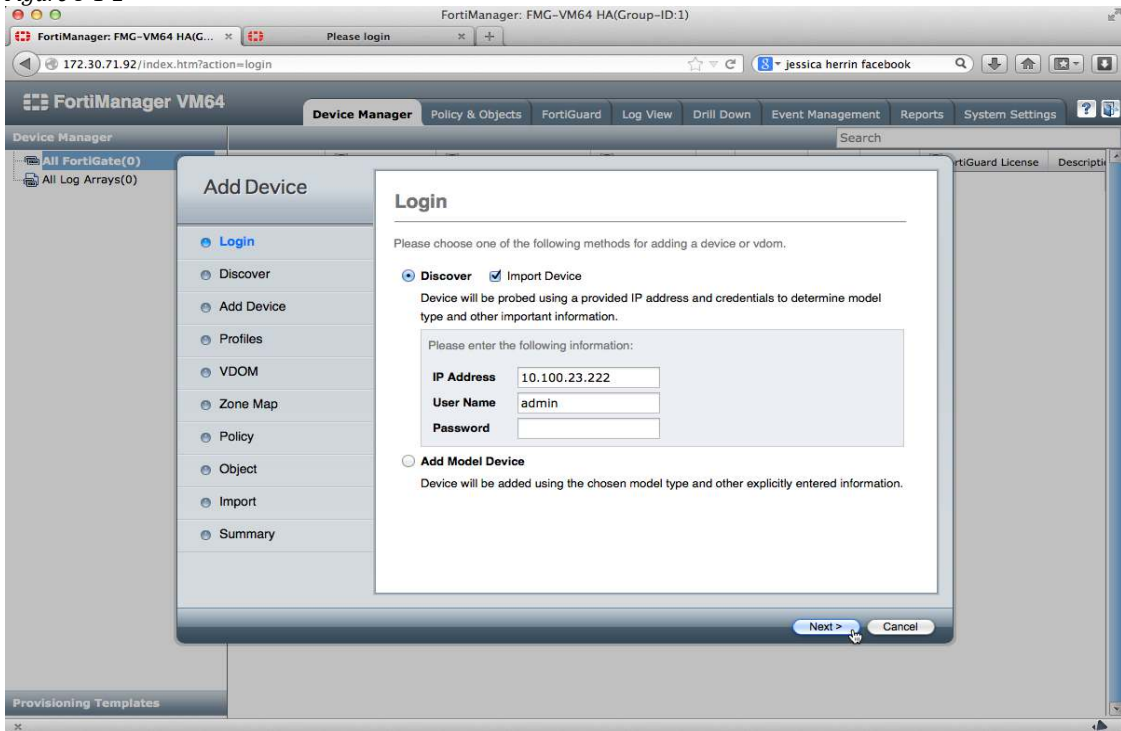 FortiManager: FMG-VM64 HA(Group-ID:1)
FortiManager: FMG-VM64 HA(G... × Please login × +
172.30.71.92/index.htm?action=login jessica herrin facebook
FortiManager VM64
Device Manager Policy & Objects FortiGuard Log View Drill Down Event Management Reports System Settings ?
Device Manager Search
All FortiGate(0) rtiGuard License Descripti
All Log Arrays(0)
Add Device
Login
Discover
Add Device
Profiles
VDOM
Zone Map
Policy
Object
Import
Summary
Login
Please choose one of the following methods for adding a device or vdom.
Discover Import Device
Device will be probed using a provided IP address and credentials to determine model
type and other important information.
Please enter the following information:
IP Address 10.100.23.222
User Name admin
Password
Add Model Device
Device will be added using the chosen model type and other explicitly entered information.
Next > Cancel
Provisioning Templates
×